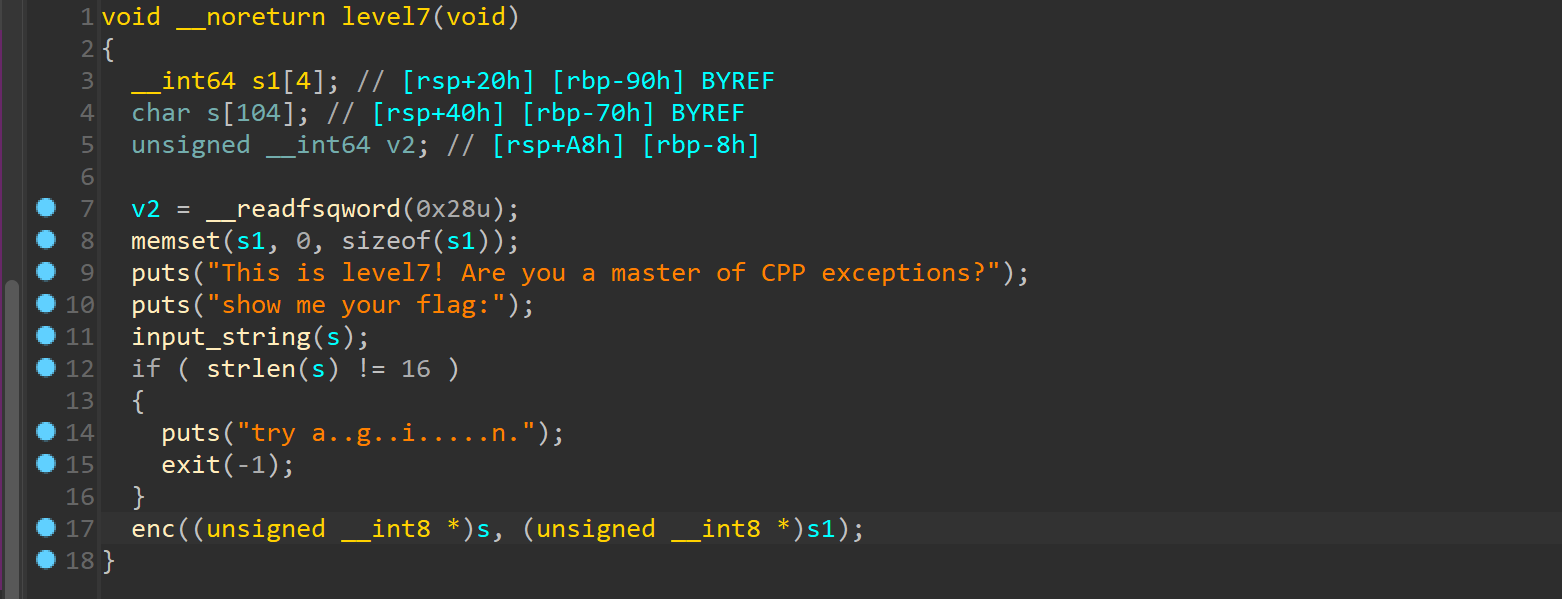 1 void __noreturn level7(void)
2 {
3   __int64 s1[4]; // [rsp+20h] [rbp-90h] BYREF
4   char s[104]; // [rsp+40h] [rbp-70h] BYREF
5   unsigned __int64 v2; // [rsp+A8h] [rbp-8h]
6
7   v2 = __readfsqword(0x28u);
8   memset(s1, 0, sizeof(s1));
9   puts("This is level7! Are you a master of CPP exceptions?");
10   puts("show me your flag:");
11   input_string(s);
12   if ( strlen(s) != 16 )
13   {
14     puts("try a..g..i.....n.");
15     exit(-1);
16   }
17   enc((unsigned __int8 *)s, (unsigned __int8 *)s1);
18 }